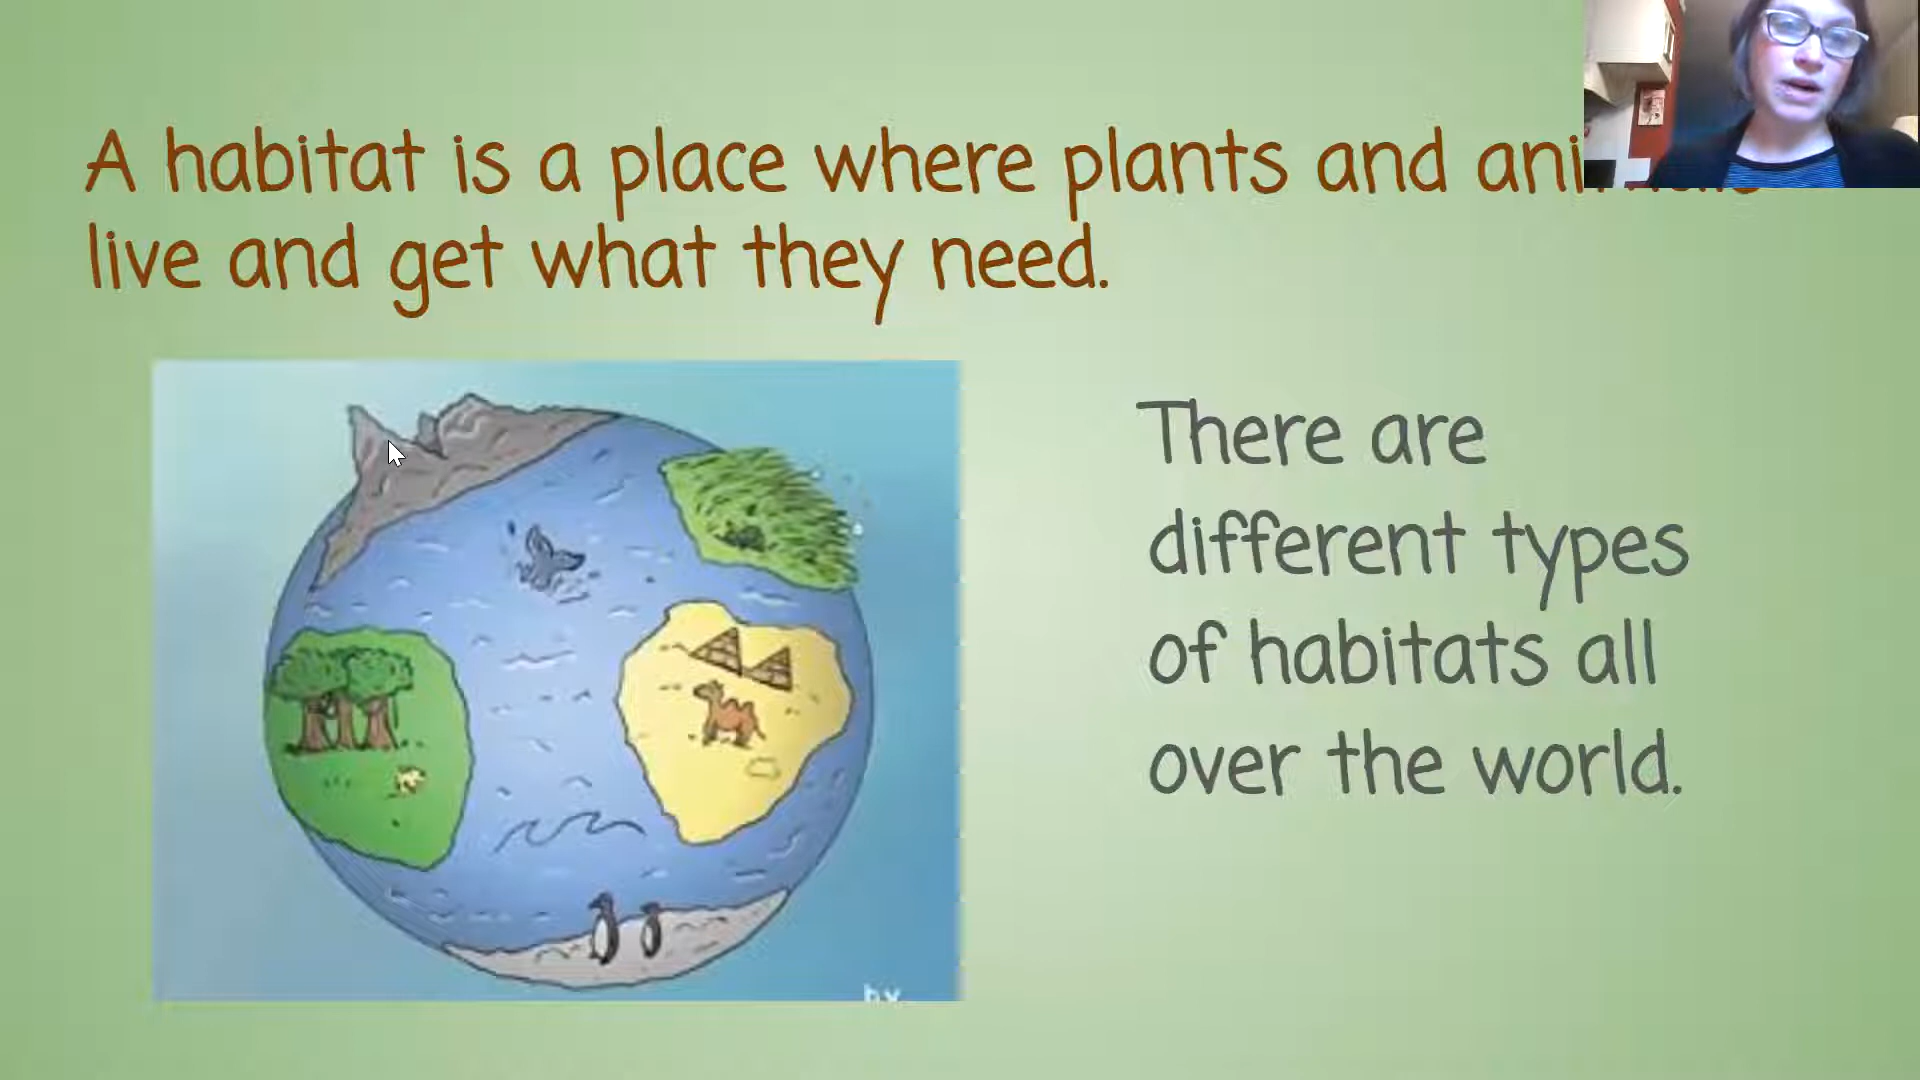 A habitat is a place where plants and
live and get what they need.
There are
different types
of habitats all
over the world.
by